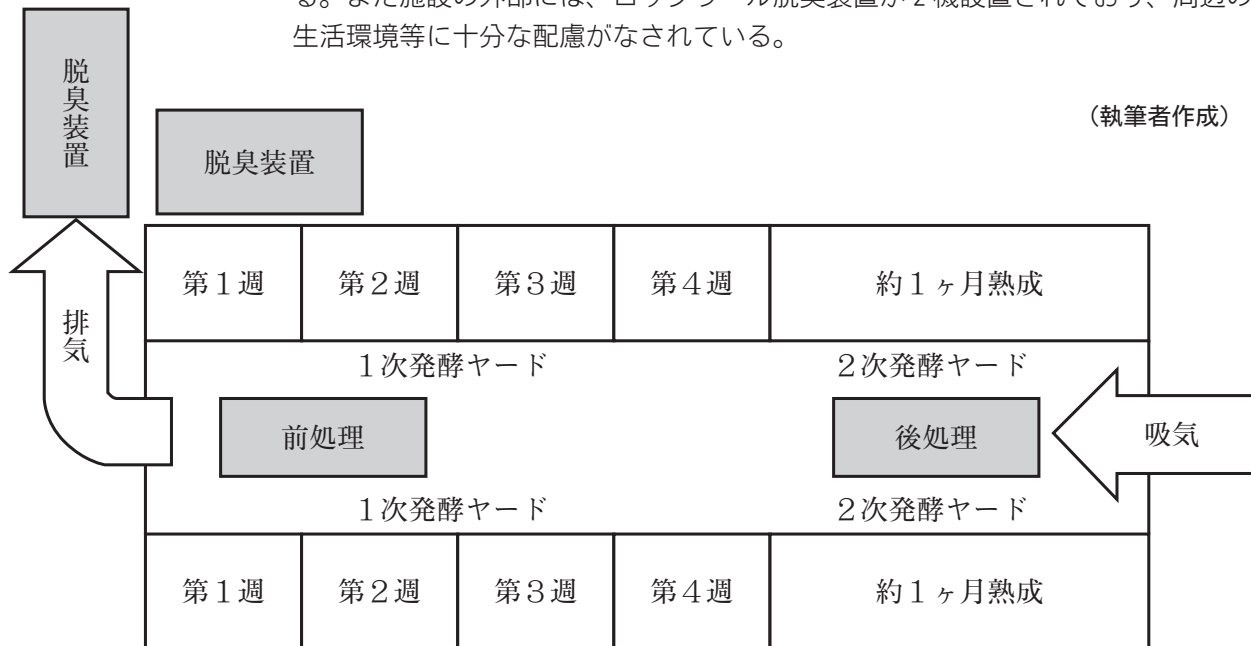 る。また施設の外部には、ロックウール脱臭装置が2機設置されており、周辺の
生活環境等に十分な配慮がなされている。
（執筆者作成）
脱臭装置
脱臭装置
第1週
第2週
第3週
第4週
約1ヶ月熟成
排気
1次発酵ヤード
2次発酵ヤード
前処理
後処理
吸気
1次発酵ヤード
2次発酵ヤード
第1週
第2週
第3週
第4週
約1ヶ月熟成